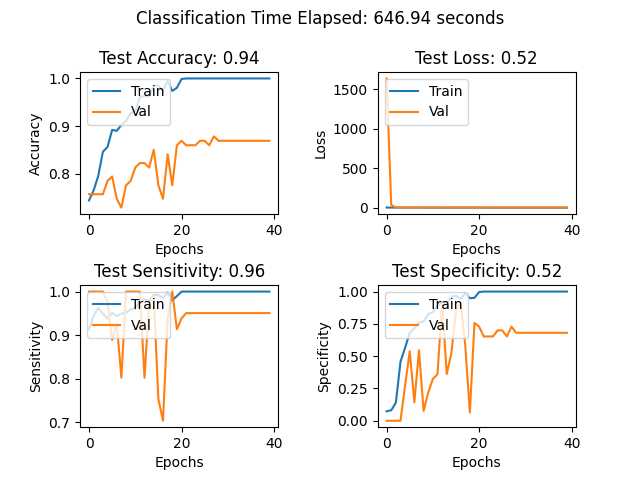 Classification Time Elapsed: 646.94 seconds
Test Accuracy: 0.94
1.0
0.9
0.8
Accuracy
Train
Val
0 20 40
Epochs
Test Loss: 0.52
1500
1000
500
0
Loss
Train
Val
0 20 40
Epochs
Test Sensitivity: 0.96
1.0
0.9
0.8
0.7
Sensitivity
Train
Val
0 20 40
Epochs
Test Specificity: 0.52
1.00
0.75
0.50
0.25
0.00
Specificity
Train
Val
0 20 40
Epochs